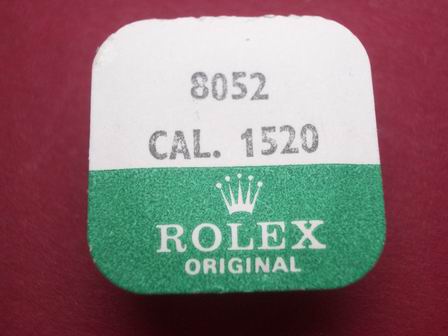 8052
CAL. 1520
ROLEX
ORIGINAL